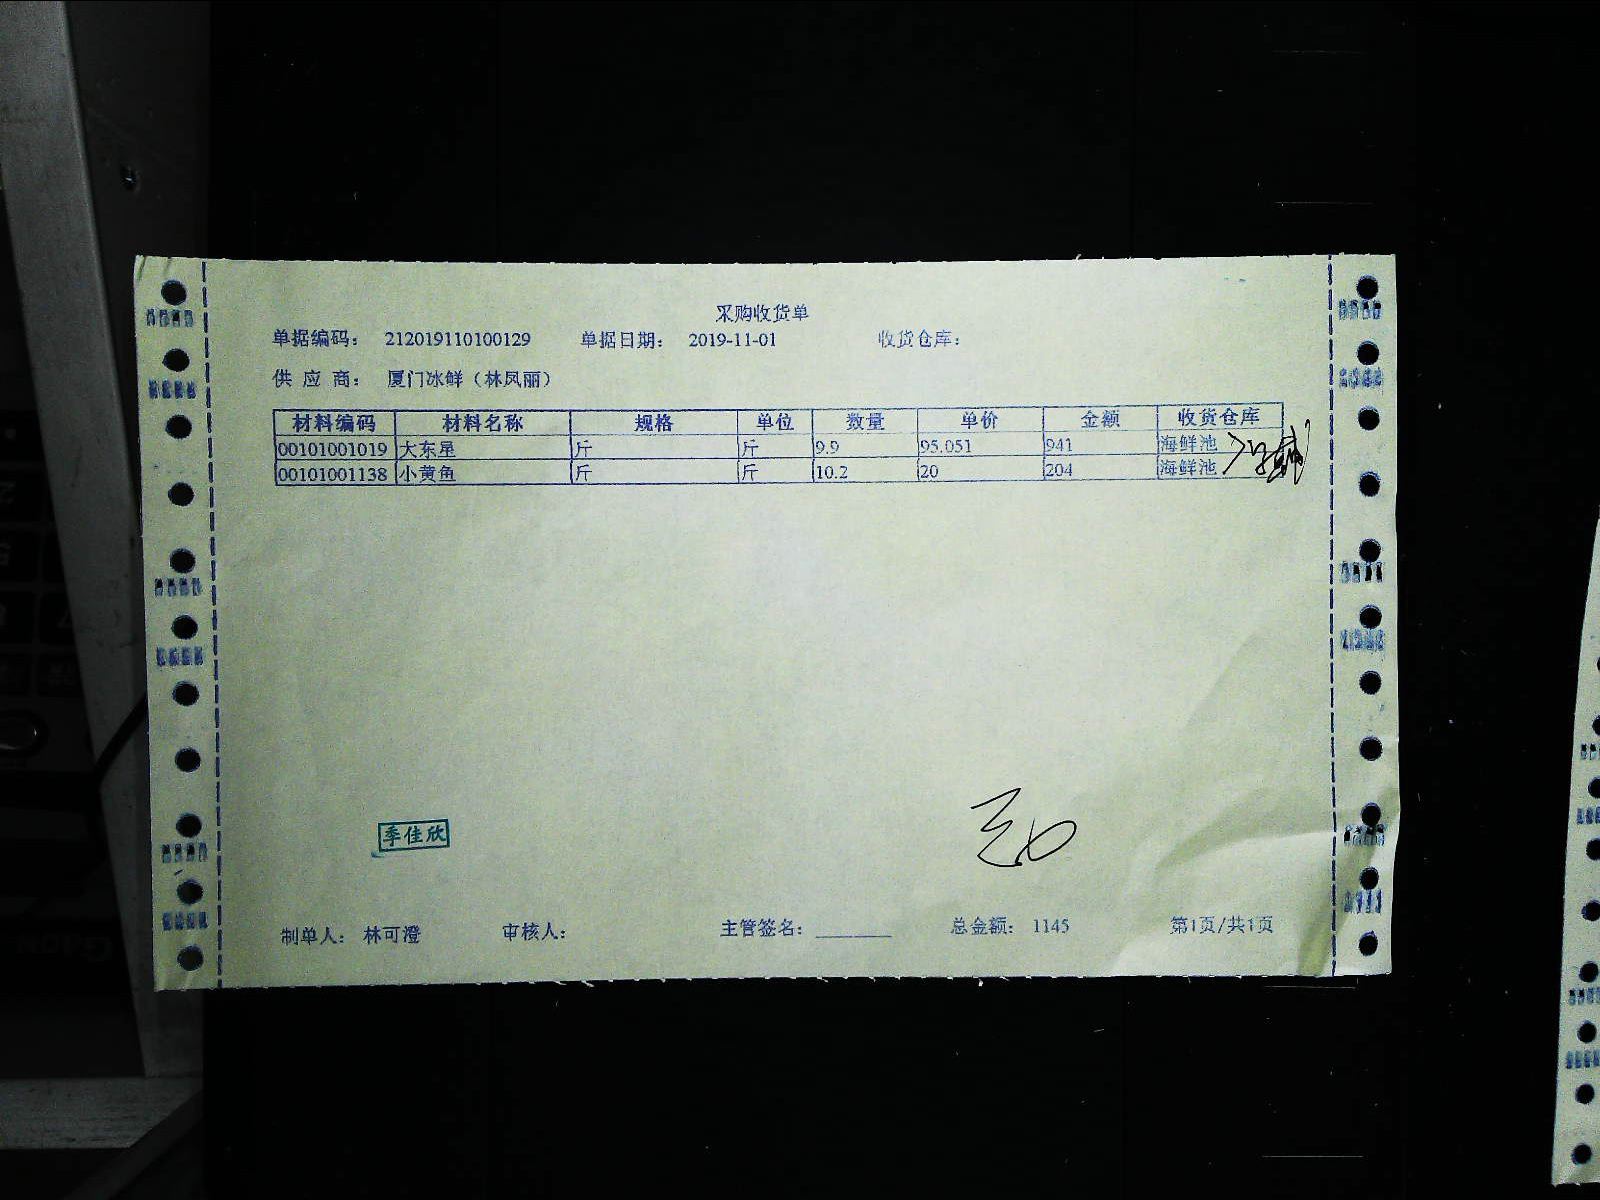 采购收货单
单据编码： 212019110100129 单据日期： 2019-11-01 收货仓库：
供 应 商： 厦门冰鲜（林凤丽）
材料编码 材料名称 规格 单位 数量 单价 金额 收货仓库
00101001019 大东星 斤 斤 9.9 95.051 941 海鲜池
00101001138 小黄鱼 斤 斤 10.2 20 204 海鲜池
季佳欣
制单人： 林可澄 审核人： 主管签名：________ 总金额： 1145 第1页/共1页